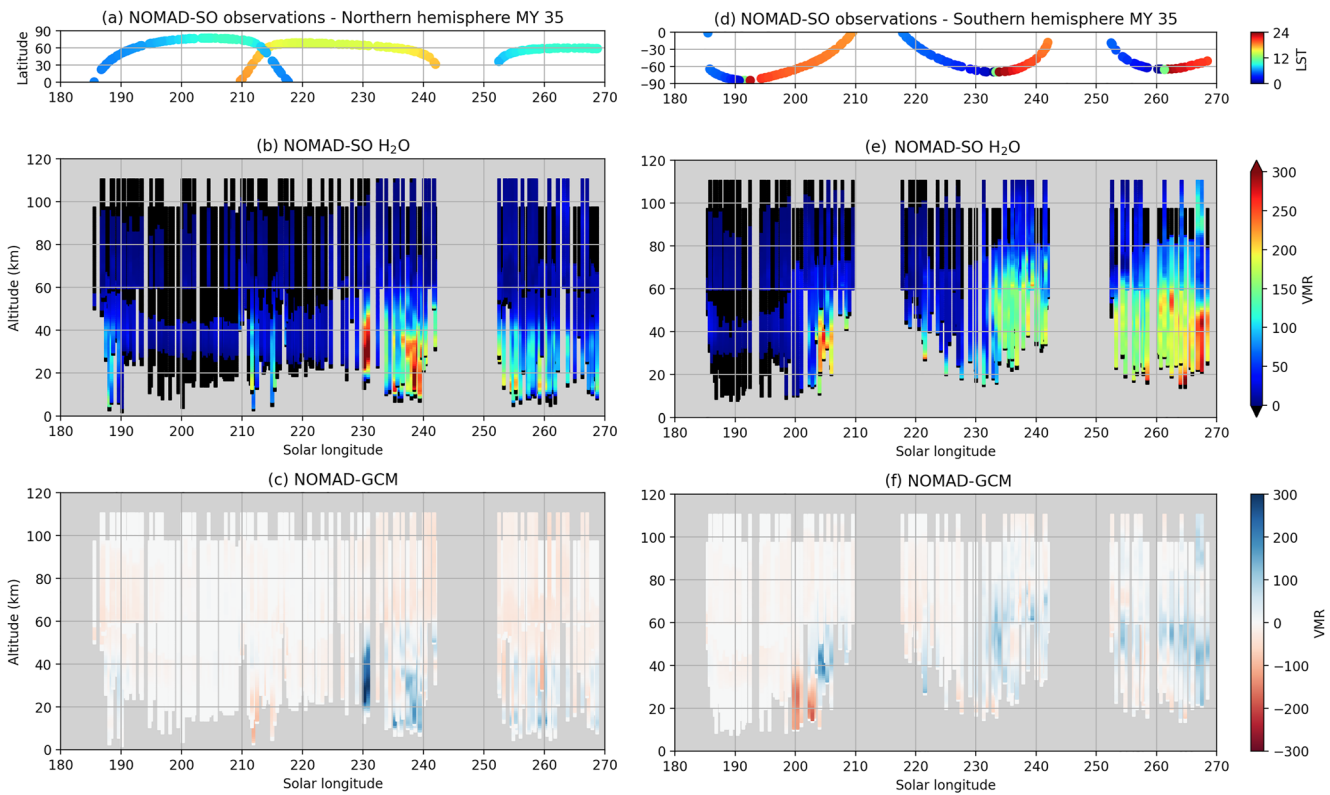 (a) NOMAD-SO observations - Northern hemisphere MY 35
Latitude
90
60
30
0
180 190 200 210 220 230 240 250 260 270
(d) NOMAD-SO observations - Southern hemisphere MY 35
0
−30
−60
−90
180 190 200 210 220 230 240 250 260 270
24
12
0
LST
(b) NOMAD-SO H₂O
Altitude (km)
120
100
80
60
40
20
0
180 190 200 210 220 230 240 250 260 270
Solar longitude
(e) NOMAD-SO H₂O
120
100
80
60
40
20
0
180 190 200 210 220 230 240 250 260 270
Solar longitude
300
250
200
150
100
50
0
VMR
(c) NOMAD-GCM
Altitude (km)
120
100
80
60
40
20
0
180 190 200 210 220 230 240 250 260 270
Solar longitude
(f) NOMAD-GCM
120
100
80
60
40
20
0
180 190 200 210 220 230 240 250 260 270
Solar longitude
300
200
100
0
−100
−200
−300
VMR